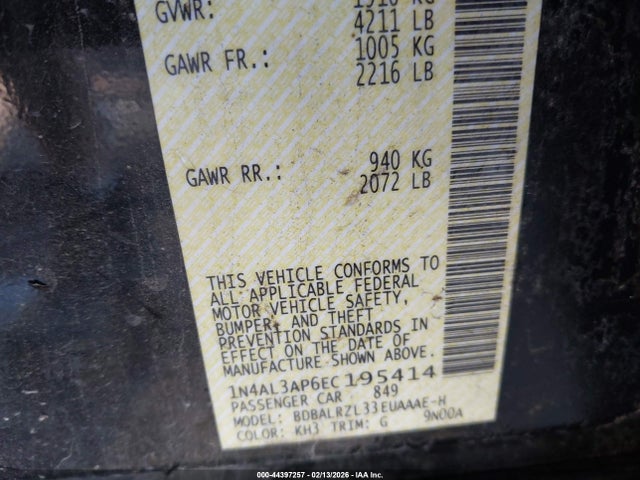 GVWR: 1910 KG
4211 LB
GAWR FR.: 1005 KG
2216 LB
GAWR RR.: 940 KG
2072 LB
THIS VEHICLE CONFORMS TO
ALL APPLICABLE FEDERAL
MOTOR VEHICLE SAFETY,
BUMPER, AND THEFT
PREVENTION STANDARDS IN
EFFECT ON THE DATE OF
MANUFACTURE SHOWN ABOVE.
1N4AL3AP6EC195414
PASSENGER CAR 849
MODEL: BDBALRZL33EUAAAE-H
COLOR: KH3 TRIM: G 9N00A
000-44397257 - 02/13/2026 - IAA Inc.